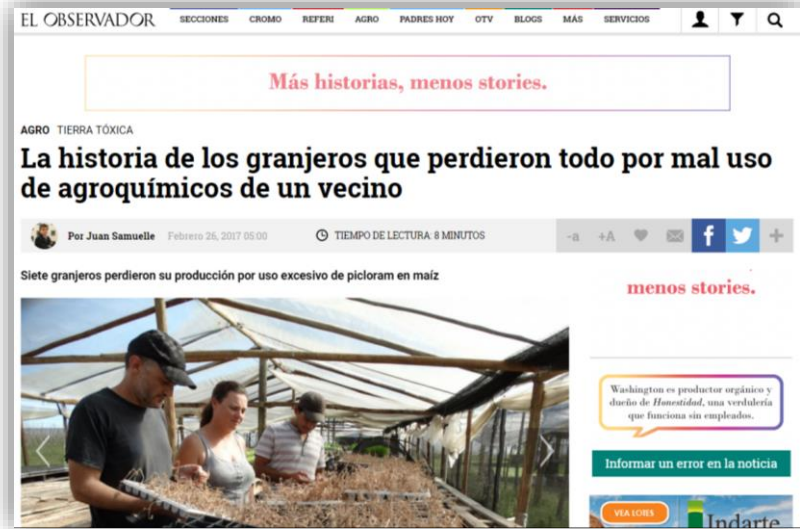 EL OBSERVADOR SECCIONES CROMO REFERI AGRO PADRES HOY OTV BLOGS MÁS SERVICIOS
Más historias, menos stories.
AGRO TIERRA TÓXICA
La historia de los granjeros que perdieron todo por mal uso
de agroquímicos de un vecino
Por Juan Samuelle Febrero 26, 2017 05:00 TIEMPO DE LECTURA: 8 MINUTOS -a +A f +
Siete granjeros perdieron su producción por uso excesivo de picloram en maíz
menos stories.
Washington es productor orgánico y
dueño de Honestidad, una verdulería
que funciona sin empleados.
Informar un error en la noticia
VEA LOTES
Indarte